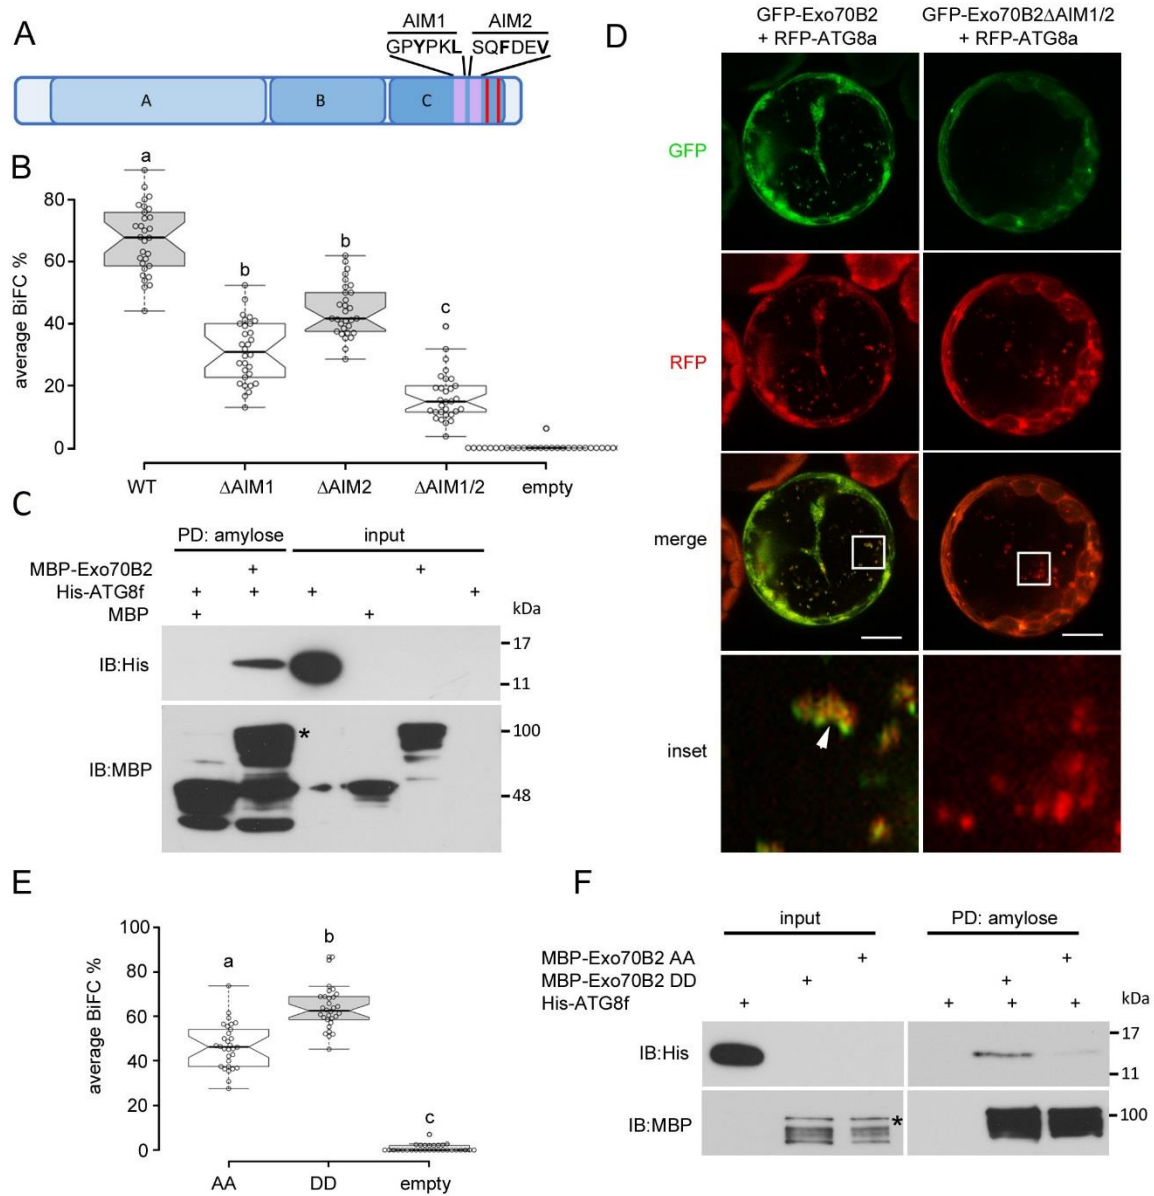 A
AIM1 AIM2
GPYPKL SQFDEV
A B C
B
average BiFC %
80
60
40
20
0
a
b
b
c
WT ΔAIM1 ΔAIM2 ΔAIM1/2 empty
C
PD: amylose input
MBP-Exo70B2 + +
His-ATG8f + + + +
MBP + +
kDa
IB:His
17
11
IB:MBP
*
100
48
D
GFP-Exo70B2 GFP-Exo70B2ΔAIM1/2
+ RFP-ATG8a + RFP-ATG8a
GFP
RFP
merge
inset
E
average BiFC %
100
80
60
40
20
0
a
b
c
AA DD empty
F
input PD: amylose
MBP-Exo70B2 AA + +
MBP-Exo70B2 DD + +
His-ATG8f + + + +
kDa
IB:His
17
11
IB:MBP
*
100